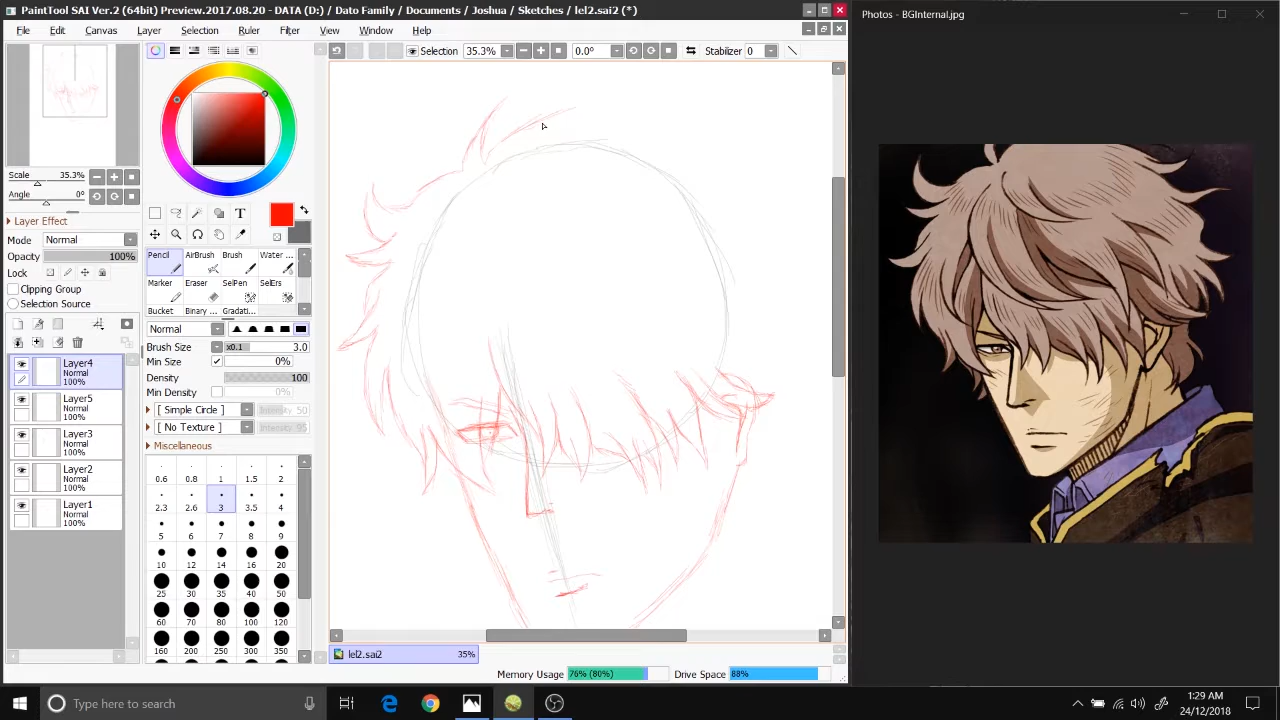 PaintTool SAI Ver.2 (64bit) Preview.2017.08.20 - DATA (D:) / Dato Family / Documents / Joshua / Sketches / lel2.sai2 (*)
Photos - BGInternal.jpg
File Edit Canvas Layer Selection Ruler Filter View Window Help
Selection 35.3% 0.0º Stabilizer 0
Scale 35.3%
Angle 0º
Layer Effect
Mode Normal
Opacity 100%
Lock
Clipping Group
Selection Source
Layer4
Normal
100%
Layer5
Normal
100%
Layer3
Normal
100%
Layer2
Normal
100%
Layer1
Normal
100%
T
Pencil AirBrush Brush Water ...
Marker Eraser SelPen SelErs
Bucket Binary ... Gradati...
Normal
Brush Size x0.1 3.0
Min Size 0%
Density 100
Min Density 0%
[ Simple Circle ] Intensity 50
[ No Texture ] Intensity 95
Miscellaneous
0.6 0.8 1 1.5 2
2.3 2.6 3 3.5 4
5 6 7 8 9
10 12 14 16 20
25 30 35 40 50
60 70 80 100 120
160 200 250 300 350
lel2.sai2 35%
Memory Usage 76% (80%) Drive Space 88%
Type here to search
1:29 AM
24/12/2018